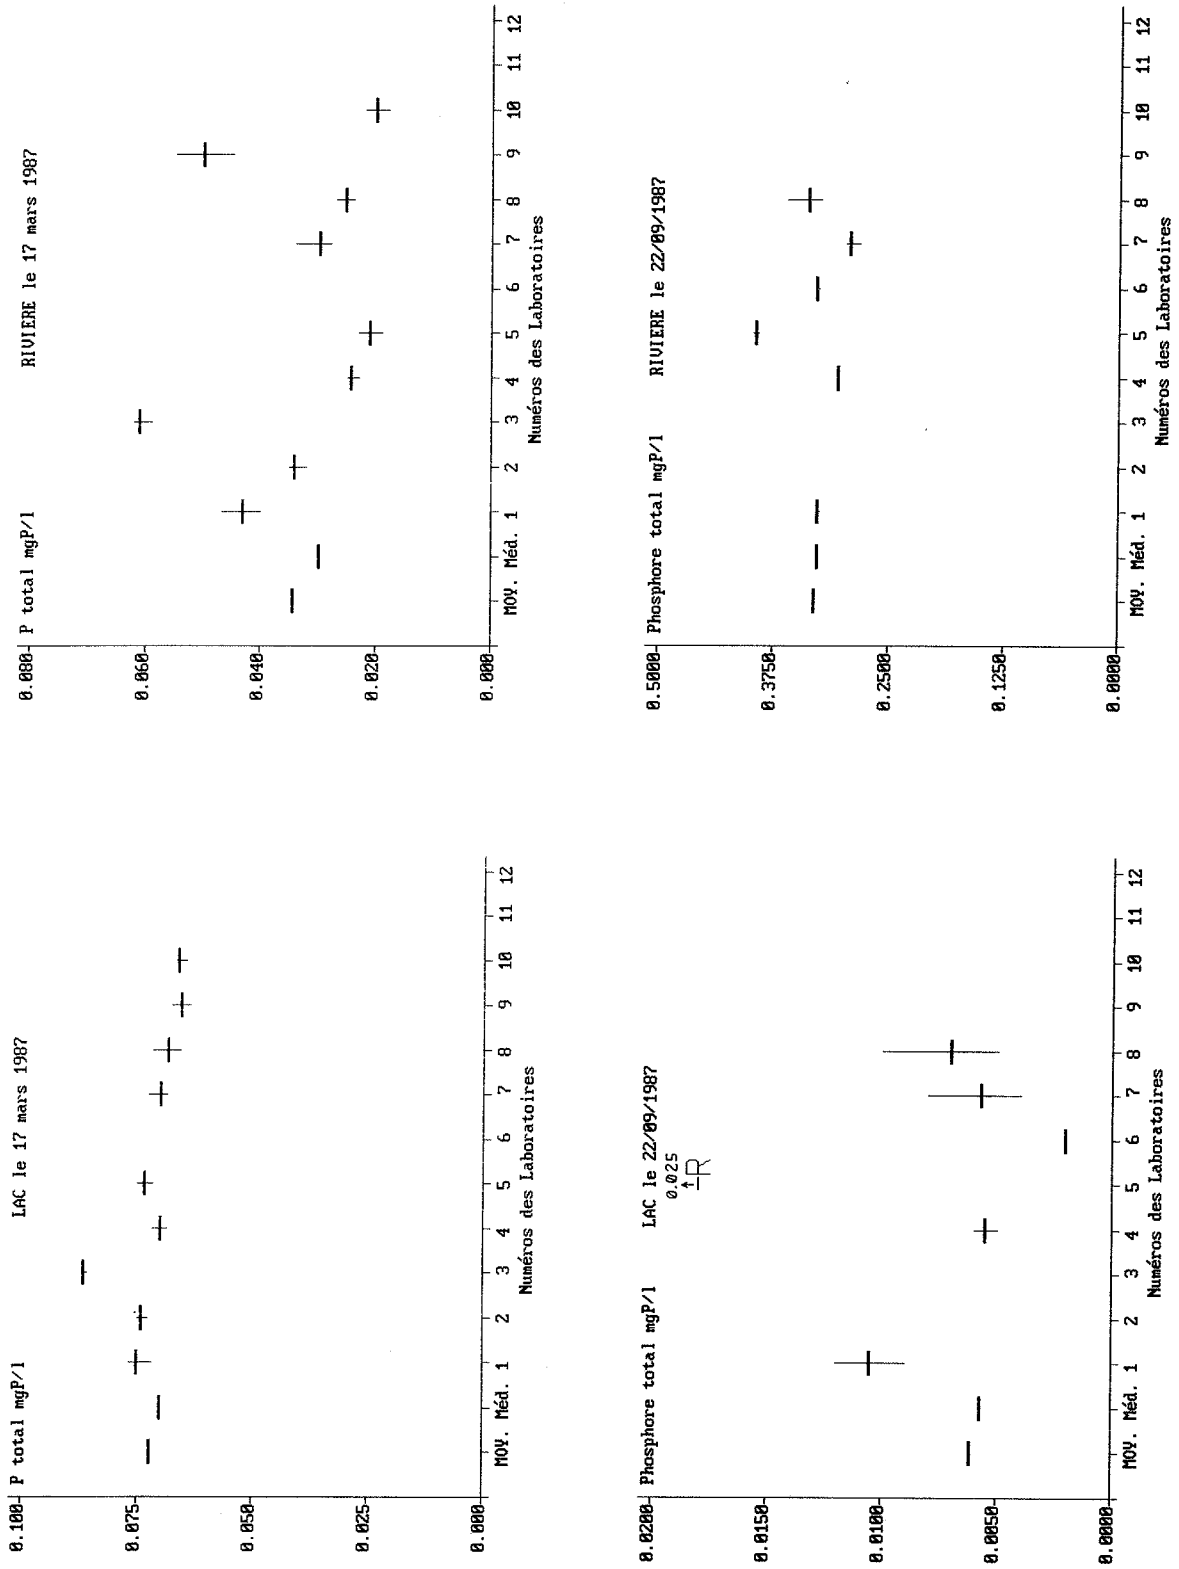 P total mgP/l LAC le 17 mars 1987
0.100
0.075
0.050
0.025
0.000
MOY. Méd. 1 2 3 4 5 6 7 8 9 10 11 12
Numéros des Laboratoires
P total mgP/l RIVIERE le 17 mars 1987
0.080
0.060
0.040
0.020
0.000
MOY. Méd. 1 2 3 4 5 6 7 8 9 10 11 12
Numéros des Laboratoires
Phosphore total mgP/l LAC le 22/09/1987
0.025
R
0.0200
0.0150
0.0100
0.0050
0.0000
MOY. Méd. 1 2 3 4 5 6 7 8 9 10 11 12
Numéros des Laboratoires
Phosphore total mgP/l RIVIERE le 22/09/1987
0.5000
0.3750
0.2500
0.1250
0.0000
MOY. Méd. 1 2 3 4 5 6 7 8 9 10 11 12
Numéros des Laboratoires